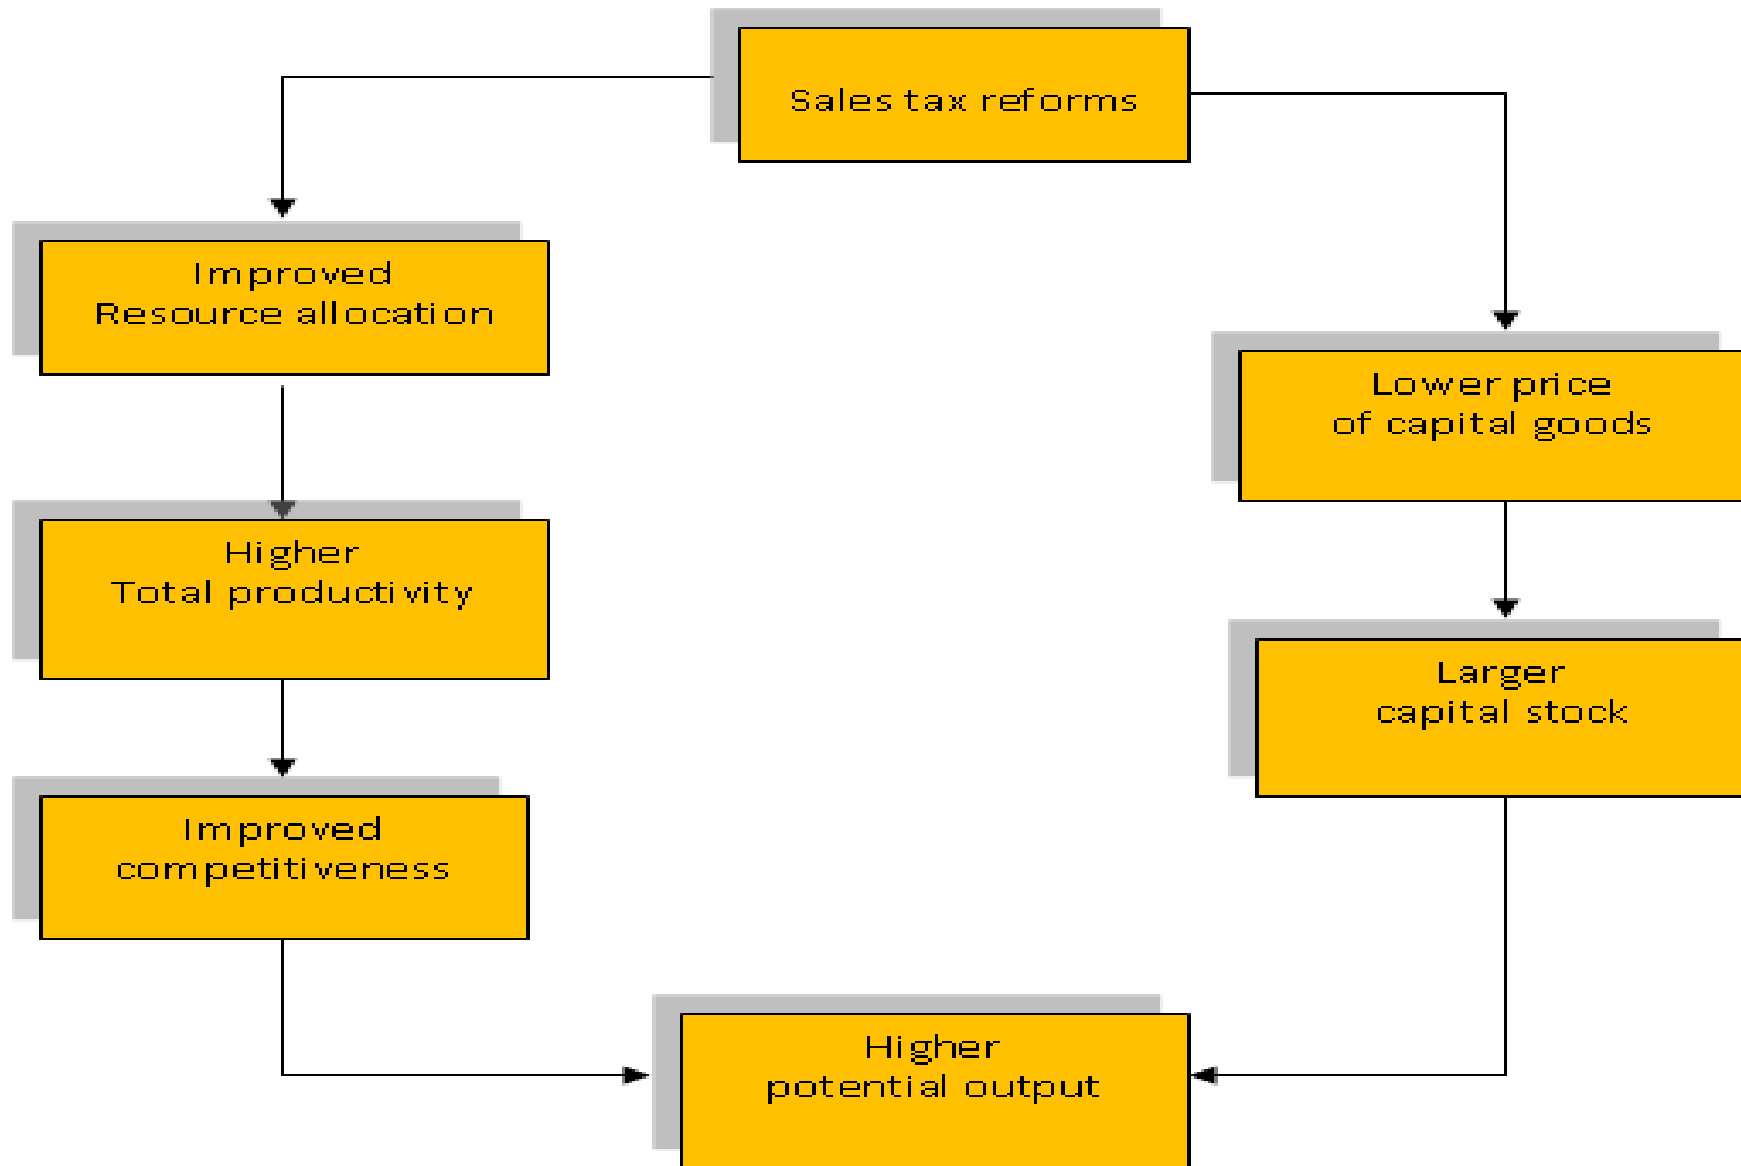 Sales tax reforms
Improved
Resource allocation
Lower price
of capital goods
Higher
Total productivity
Larger
capital stock
Improved
competitiveness
Higher
potential output